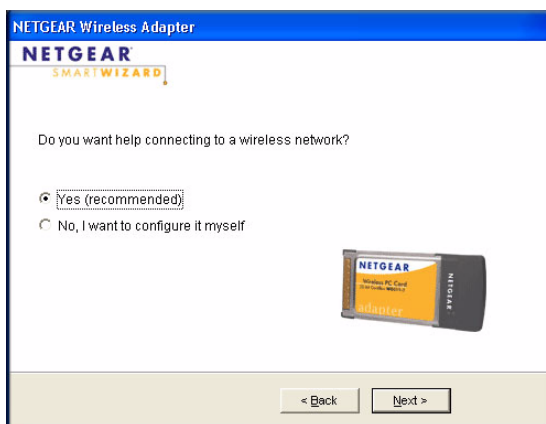 NETGEAR Wireless Adapter
NETGEAR
SMARTWIZARD
Do you want help connecting to a wireless network?
Yes (recommended)
No, I want to configure it myself
NETGEAR
Wireless PC Card
NETGEAR
adapter
< Back
Next >